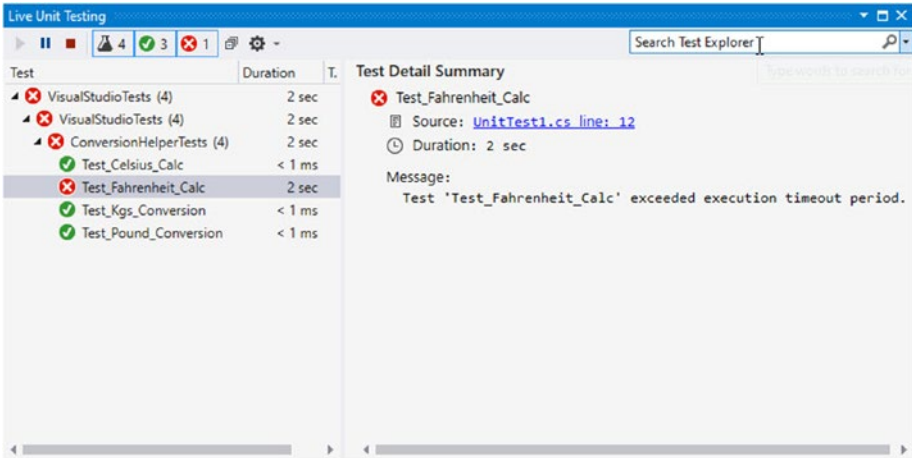 Live Unit Testing
4 3 1 Search Test Explorer
Test Duration T.
VisualStudioTests (4) 2 sec
VisualStudioTests (4) 2 sec
ConversionHelperTests (4) 2 sec
Test_Celsius_Calc < 1 ms
Test_Fahrenheit_Calc 2 sec
Test_Kgs_Conversion < 1 ms
Test_Pound_Conversion < 1 ms
Test Detail Summary
Type words to search for
Test_Fahrenheit_Calc
Source: UnitTest1.cs line: 12
Duration: 2 sec
Message:
Test 'Test_Fahrenheit_Calc' exceeded execution timeout period.